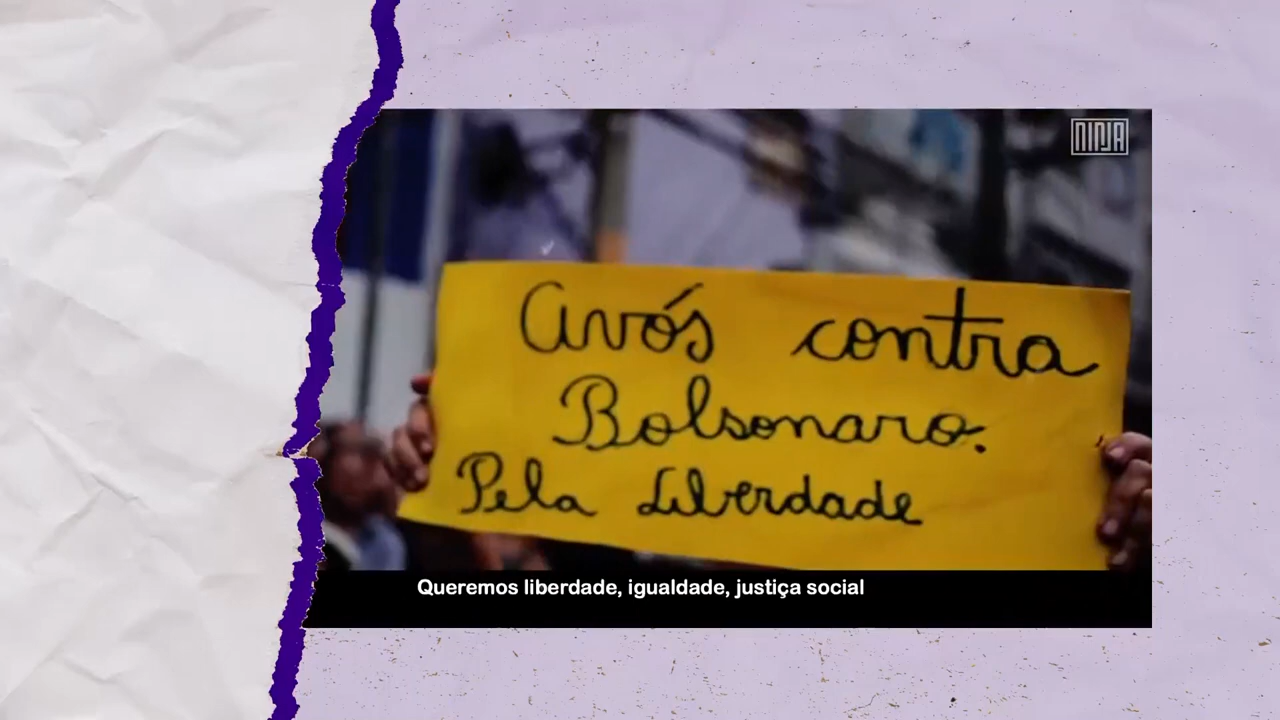 NINJA
avós contra
Bolsonaro.
Pela Liberdade
Queremos liberdade, igualdade, justiça social